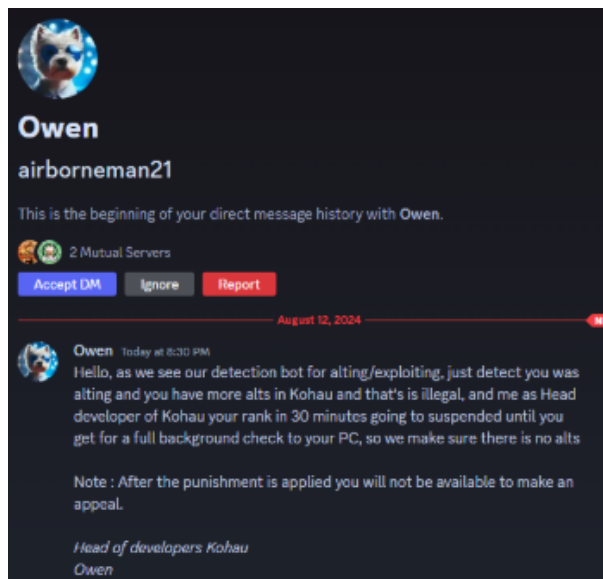 Owen
airborneman21
This is the beginning of your direct message history with Owen.
2 Mutual Servers
Accept DM Ignore Report
August 12, 2024
Owen Today at 8:30 PM
Hello, as we see our detection bot for alting/exploiting, just detect you was
alting and you have more alts in Kohau and that's is illegal, and me as Head
developer of Kohau your rank in 30 minutes going to suspended until you
get for a full background check to your PC, so we make sure there is no alts
Note : After the punishment is applied you will not be available to make an
appeal.
Head of developers Kohau
Owen